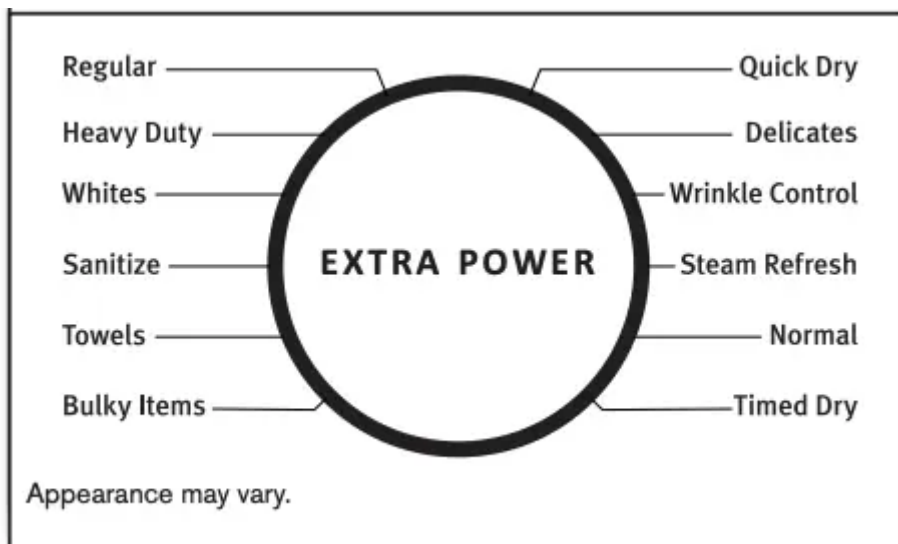 Regular
Quick Dry
Heavy Duty
Delicates
Whites
Wrinkle Control
Sanitize
EXTRA POWER
Steam Refresh
Towels
Normal
Bulky Items
Timed Dry
Appearance may vary.